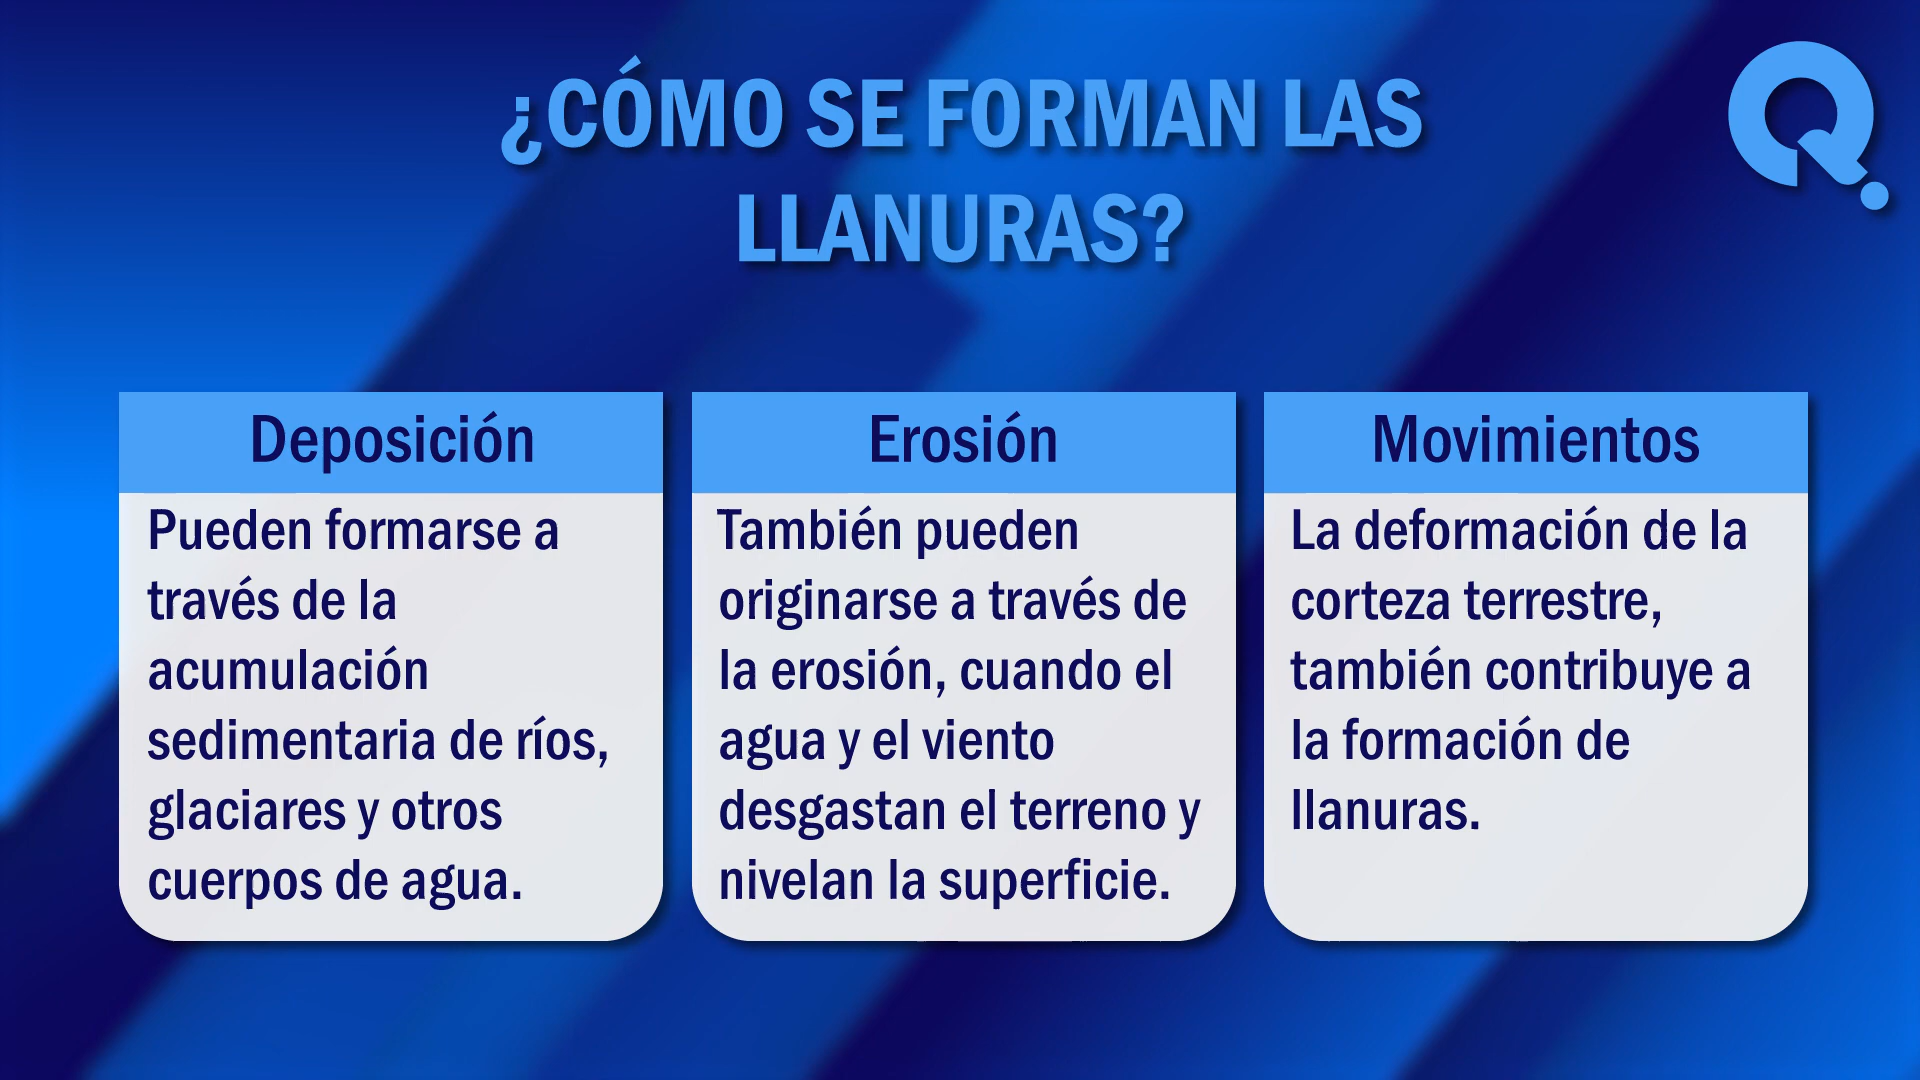 ¿CÓMO SE FORMAN LAS
LLANURAS?
Q.
Deposición
Pueden formarse a
través de la
acumulación
sedimentaria de ríos,
glaciares y otros
cuerpos de agua.
Erosión
También pueden
originarse a través de
la erosión, cuando el
agua y el viento
desgastan el terreno y
nivelan la superficie.
Movimientos
La deformación de la
corteza terrestre,
también contribuye a
la formación de
llanuras.